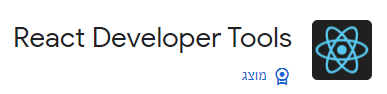 React Developer Tools
מוצג